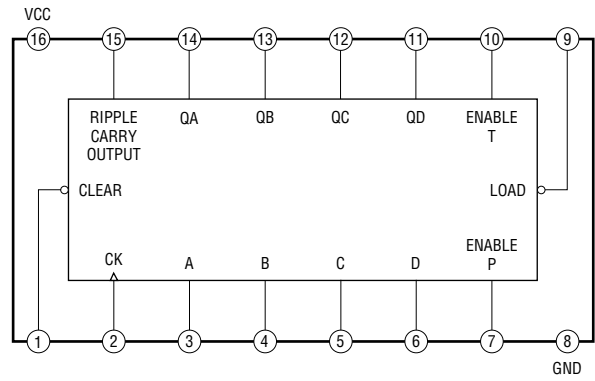 VCC
16 15 14 13 12 11 10 9
RIPPLE CARRY OUTPUT
QA QB QC QD
ENABLE T
CLEAR LOAD
CK A B C D
ENABLE P
1 2 3 4 5 6 7 8
GND